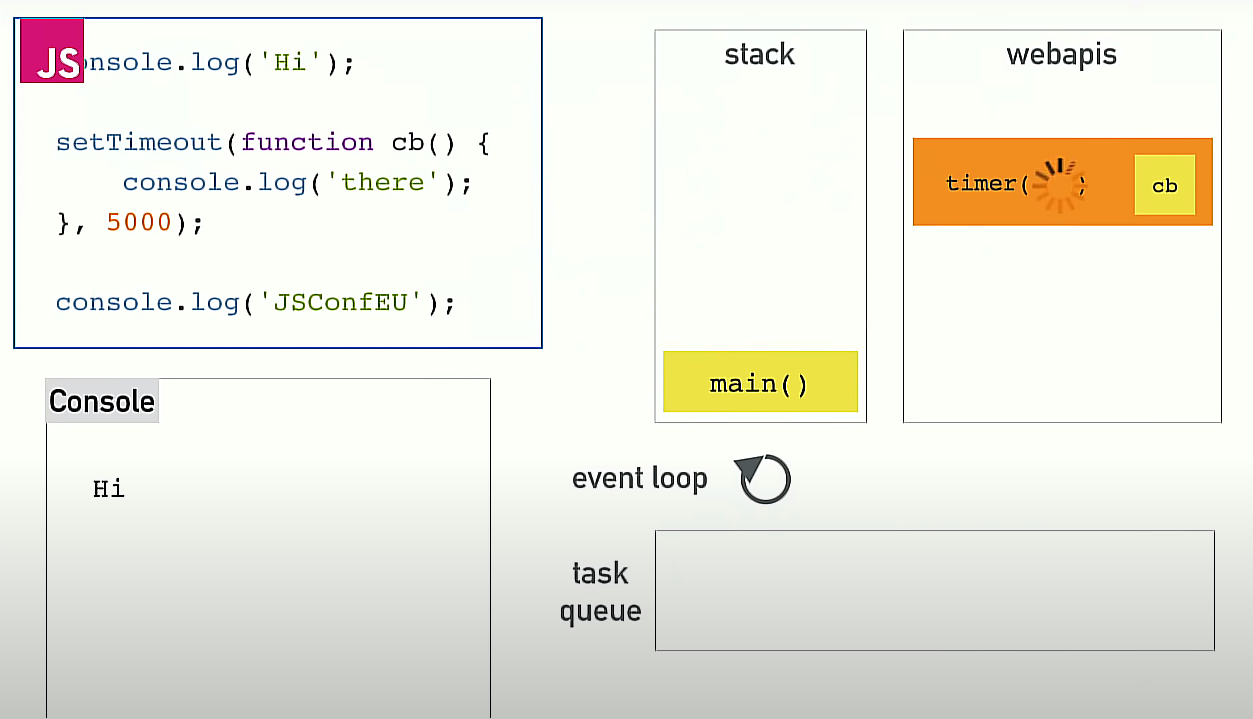 JS
onsole.log('Hi');
setTimeout(function cb() {
console.log('there');
}, 5000);
console.log('JSConfEU');
Console
Hi
stack
main()
webapis
timer( )
cb
event loop
task
queue